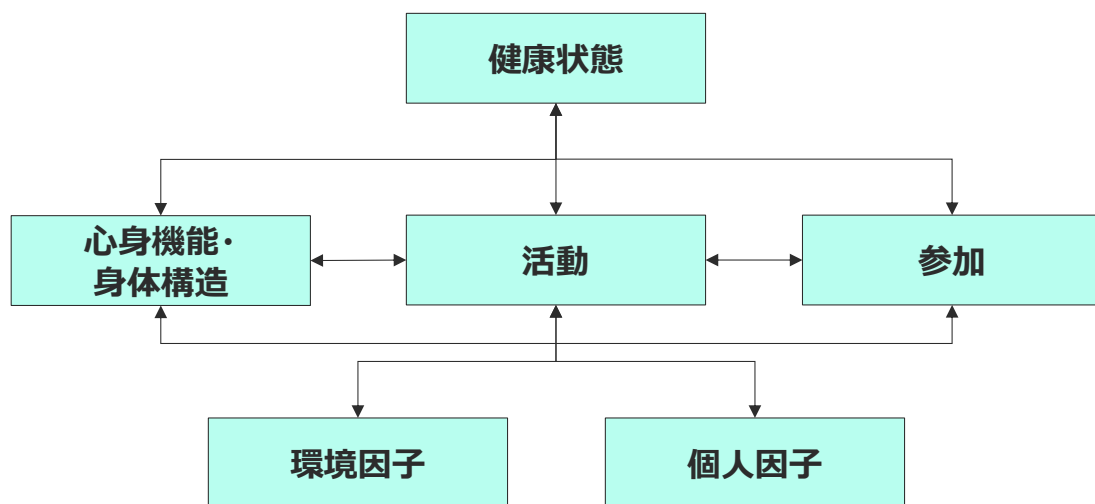 健康状態
心身機能・
身体構造
活動
参加
環境因子
個人因子